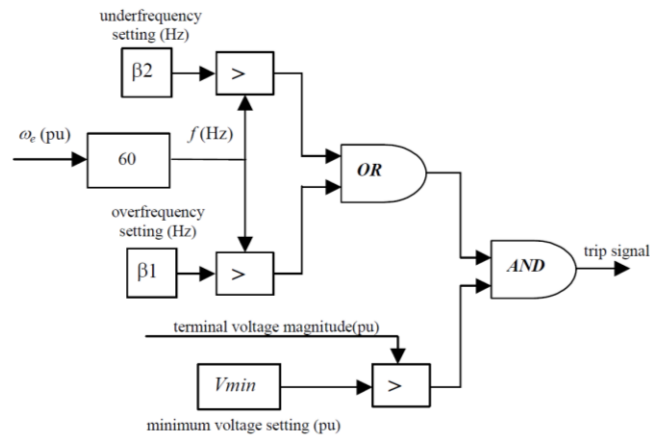 underfrequency
setting (Hz)
β2
>
ωe (pu)
60
f(Hz)
OR
overfrequency
setting (Hz)
β1
>
AND
trip signal
terminal voltage magnitude(pu)
Vmin
>
minimum voltage setting (pu)